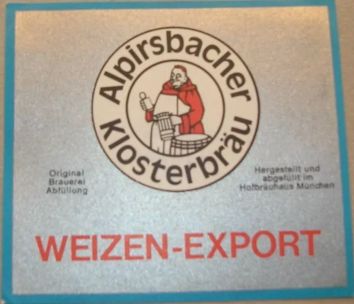 Alpirsbacher
Klosterbräu
Original
Brauerei
Abfüllung
Hergestellt und
abgefüllt im
Hofbräuhaus München
WEIZEN-EXPORT